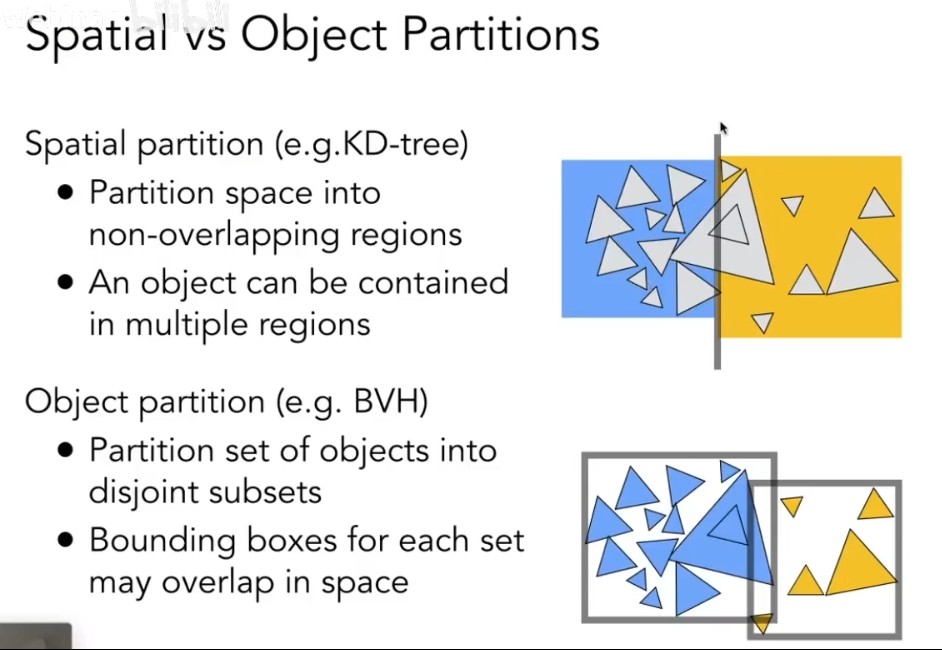 Spatial vs Object Partitions
Spatial partition (e.g.KD-tree)
● Partition space into
non-overlapping regions
● An object can be contained
in multiple regions
Object partition (e.g. BVH)
● Partition set of objects into
disjoint subsets
● Bounding boxes for each set
may overlap in space